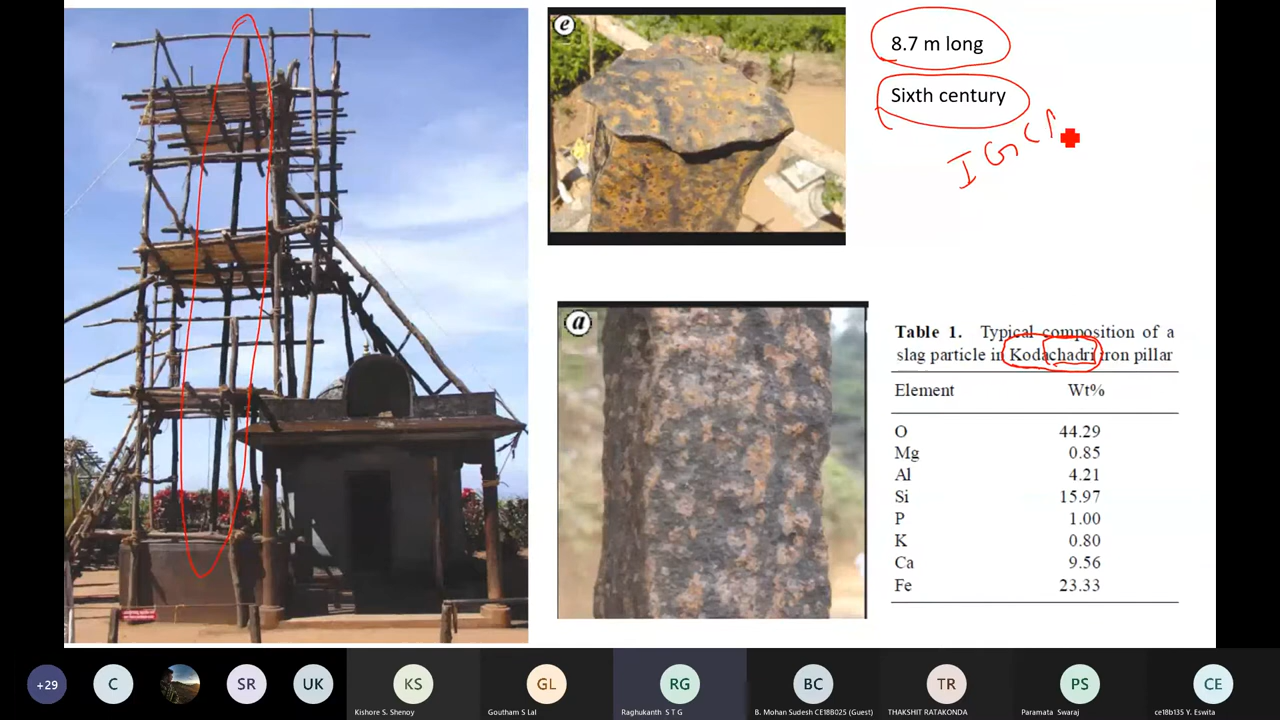 e
8.7 m long
Sixth century
IGCA
a
Table 1. Typical composition of a
slag particle in Kodachadri iron pillar
Element Wt%
O 44.29
Mg 0.85
Al 4.21
Si 15.97
P 1.00
K 0.80
Ca 9.56
Fe 23.33
+29 C SR UK KS GL RG BC TR PS CE
Kishore S. Shenoy Goutham S Lal Raghukanth S T G B. Mohan Sudesh CE18B025 (Guest) THAKSHIT RATAKONDA Paramata Swaraj ce18b135 Y. Eswita